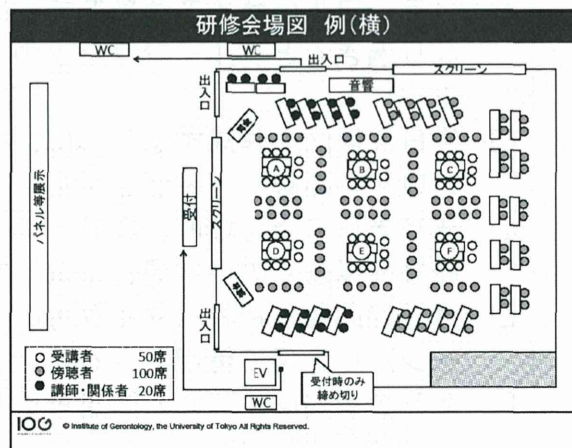 研修会場図 例(横)
WC
WC
出入口
スクリーン
出入口
音響
A
B
C
パネル等展示
受付
スクリーン
D
E
F
出入口
○ 受講者 50席
● 傍聴者 100席
● 講師・関係者 20席
EV
受付時のみ
締め切り
WC
IOG © Institute of Gerontology, the University of Tokyo All Rights Reserved.